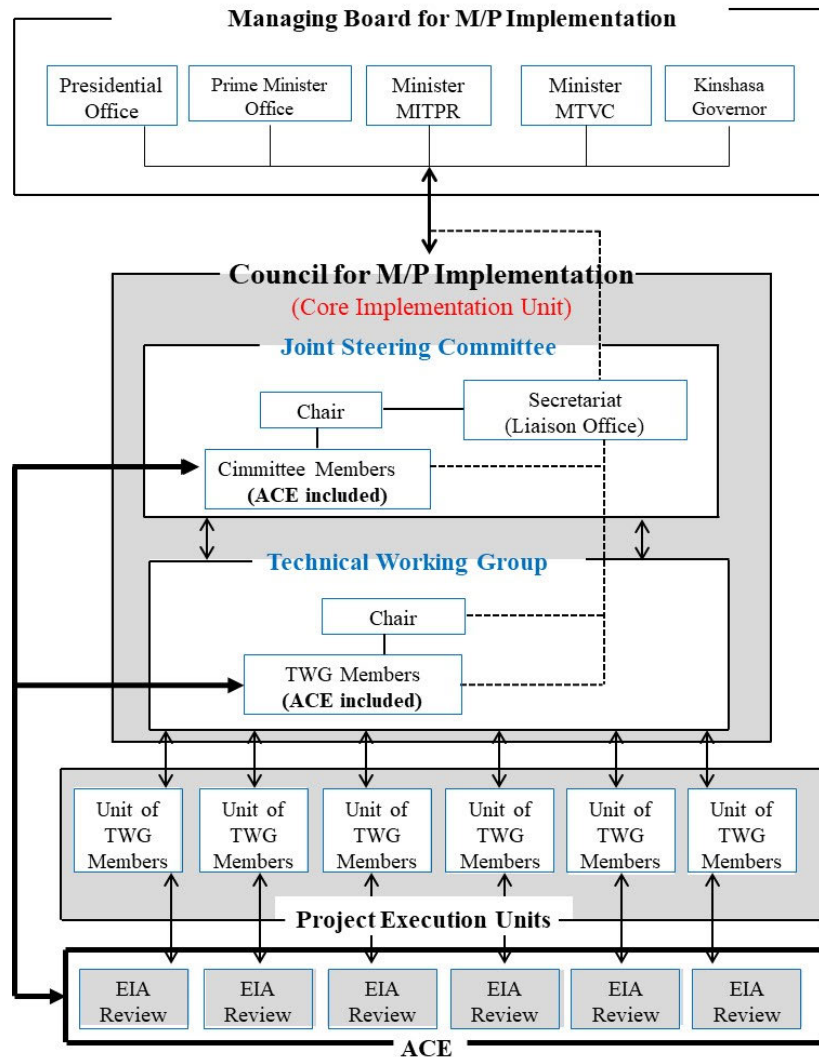 Managing Board for M/P Implementation
Presidential
Office
Prime Minister
Office
Minister
MITPR
Minister
MTVC
Kinshasa
Governor
Council for M/P Implementation
(Core Implementation Unit)
Joint Steering Committee
Chair
Secretariat
(Liaison Office)
Cimmittee Members
(ACE included)
Technical Working Group
Chair
TWG Members
(ACE included)
Unit of
TWG
Members
Unit of
TWG
Members
Unit of
TWG
Members
Unit of
TWG
Members
Unit of
TWG
Members
Unit of
TWG
Members
Project Execution Units
EIA
Review
EIA
Review
EIA
Review
EIA
Review
EIA
Review
EIA
Review
ACE